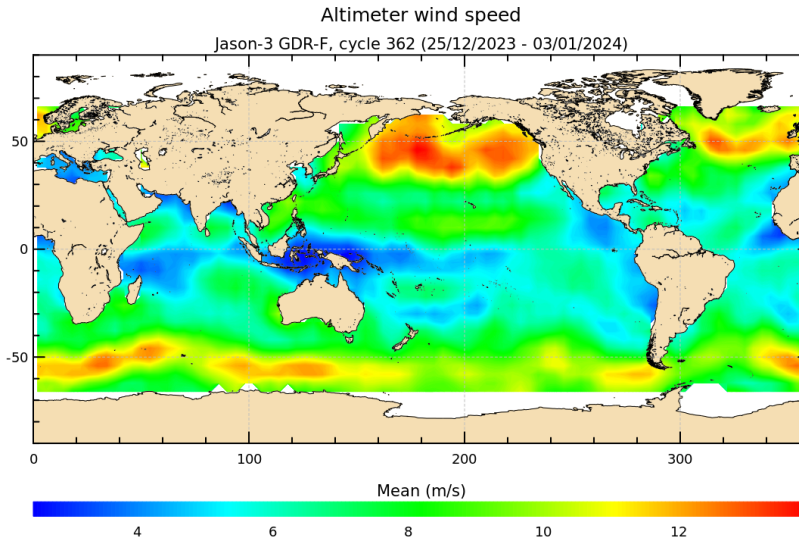 Altimeter wind speed
Jason-3 GDR-F, cycle 362 (25/12/2023 - 03/01/2024)
50
0
-50
0 100 200 300
Mean (m/s)
4 6 8 10 12